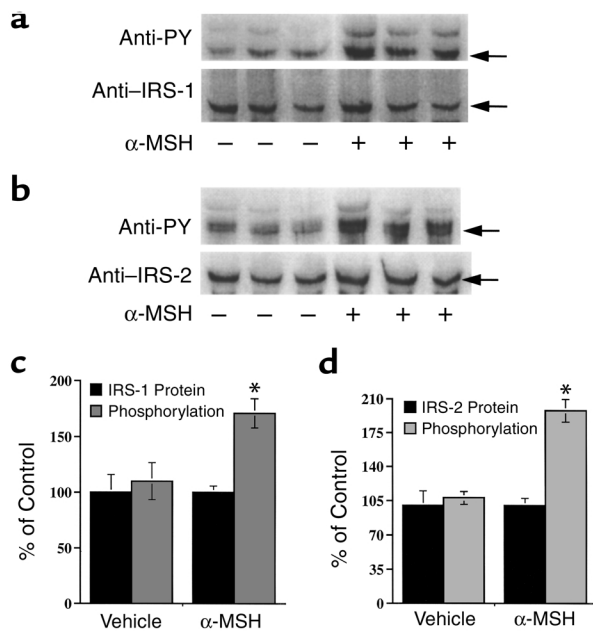 a
Anti-PY
Anti–IRS-1
α-MSH – – – + + +
b
Anti-PY
Anti–IRS-2
α-MSH – – – + + +
c
200
150
100
50
0
% of Control
IRS-1 Protein
Phosphorylation
*
Vehicle α-MSH
d
210
175
140
105
70
35
0
% of Control
IRS-2 Protein
Phosphorylation
*
Vehicle α-MSH